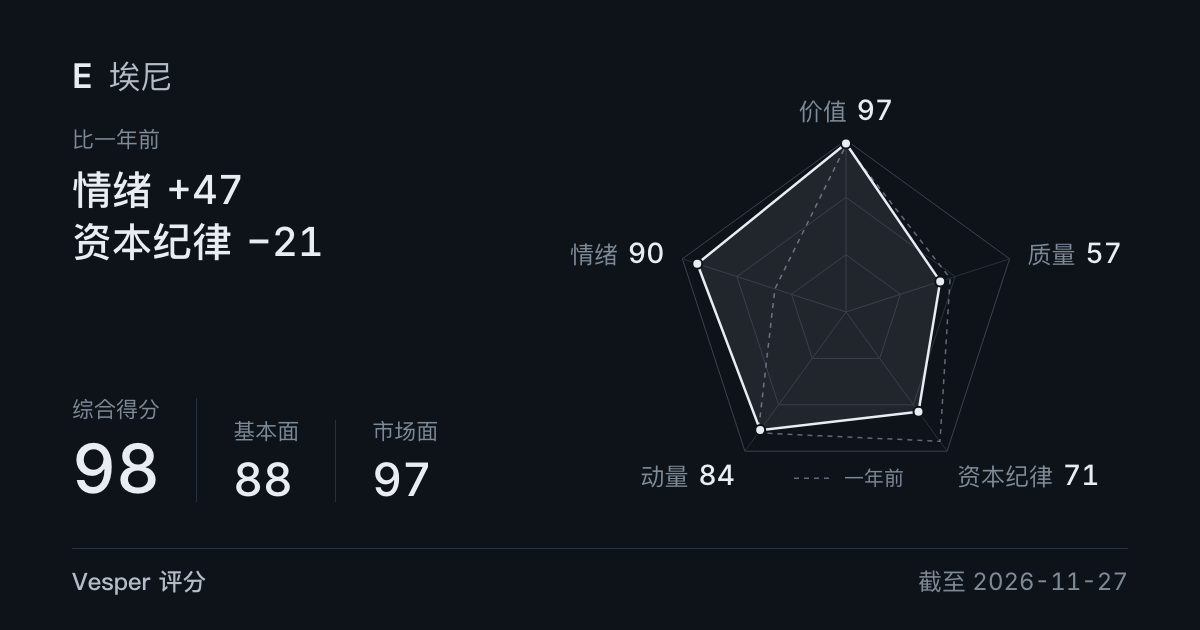 E 埃尼
比一年前
情绪 +47
资本纪律 −21
综合得分
98
基本面
88
市场面
97
价值 97
情绪 90
质量 57
动量 84
一年前
资本纪律 71
Vesper 评分
截至 2026-11-27